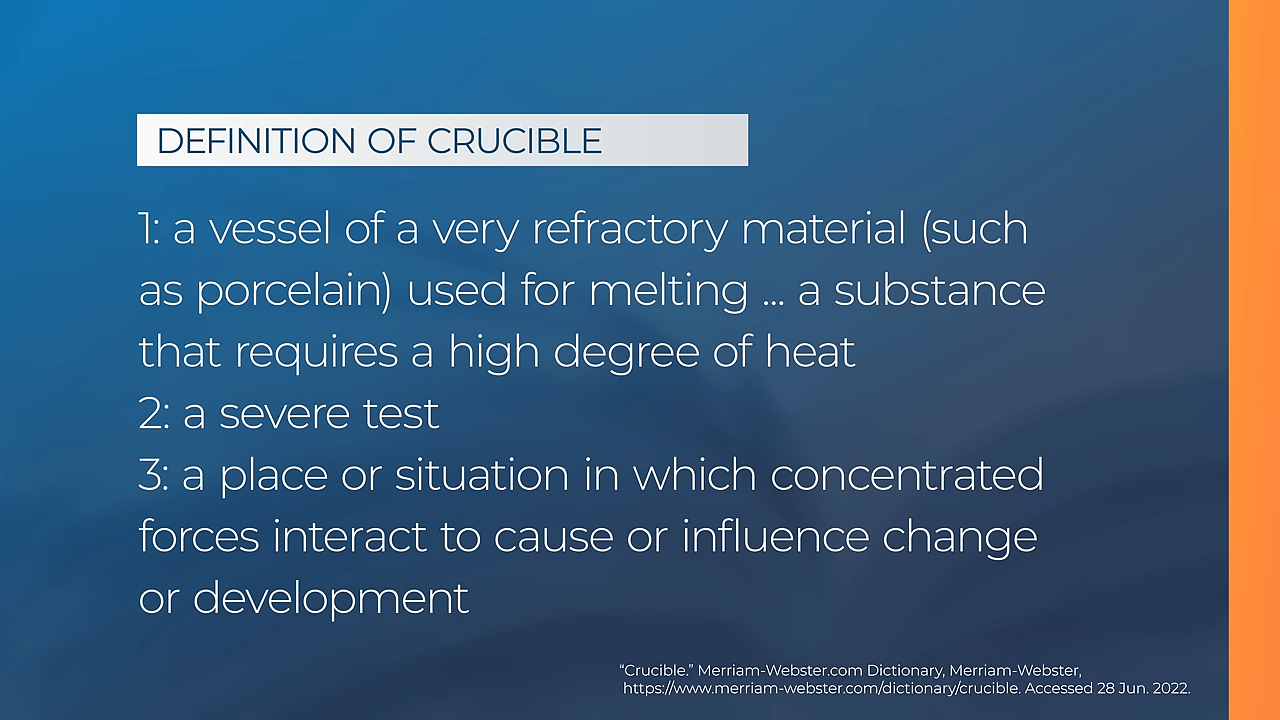 DEFINITION OF CRUCIBLE
1: a vessel of a very refractory material (such
as porcelain) used for melting ... a substance
that requires a high degree of heat
2: a severe test
3: a place or situation in which concentrated
forces interact to cause or influence change
or development
“Crucible.” Merriam-Webster.com Dictionary, Merriam-Webster,
https://www.merriam-webster.com/dictionary/crucible. Accessed 28 Jun. 2022.